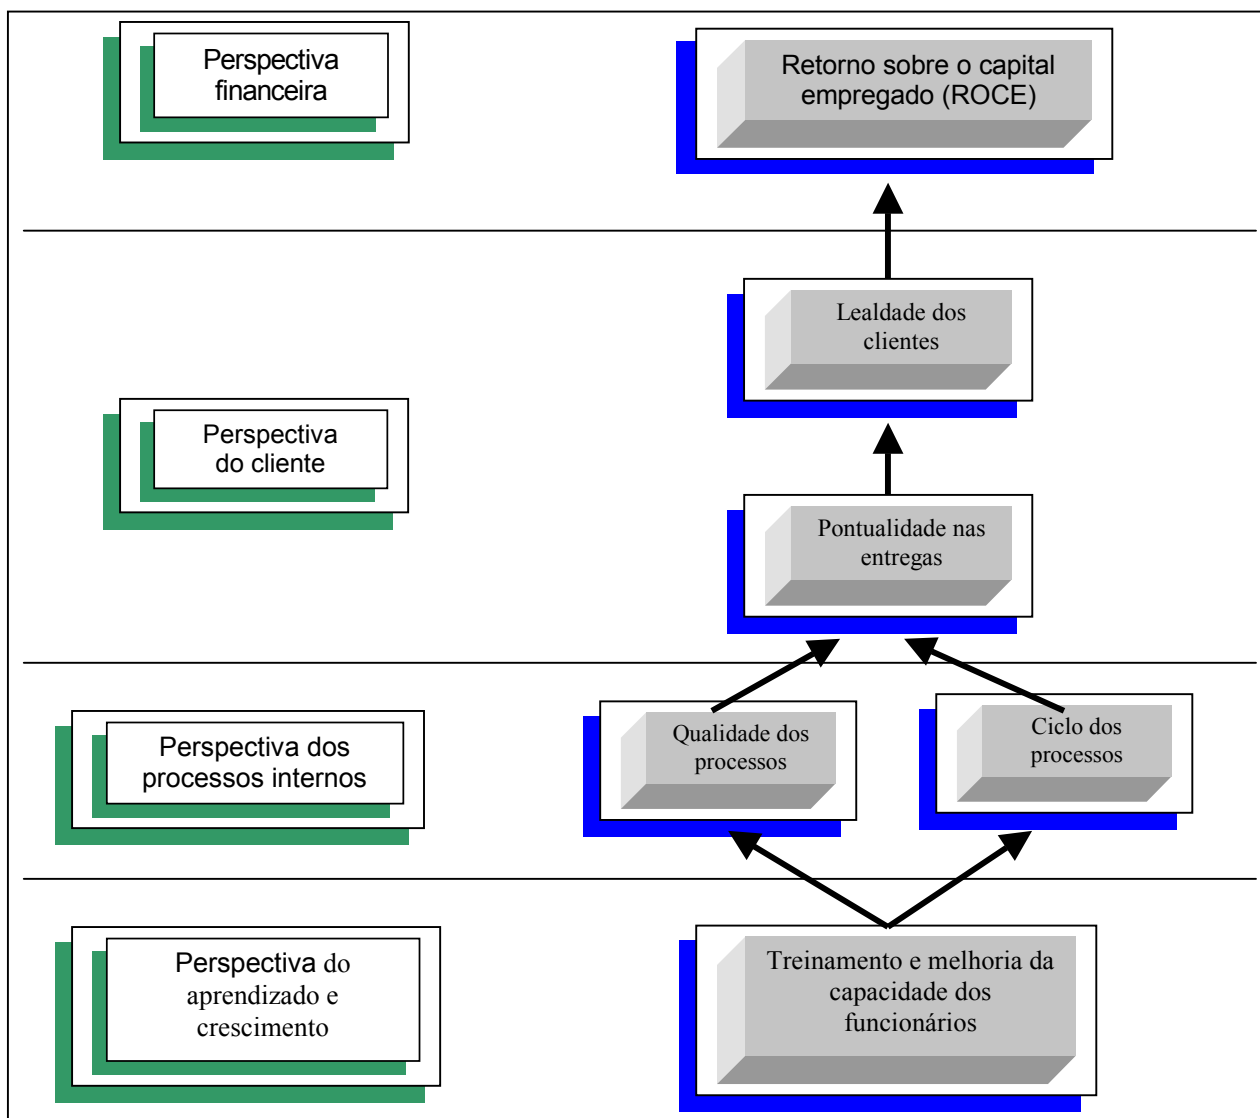 Perspectiva
financeira
Retorno sobre o capital
empregado (ROCE)
Lealdade dos
clientes
Perspectiva
do cliente
Pontualidade nas
entregas
Perspectiva dos
processos internos
Qualidade dos
processos
Ciclo dos
processos
Perspectiva do
aprendizado e
crescimento
Treinamento e melhoria da
capacidade dos
funcionários